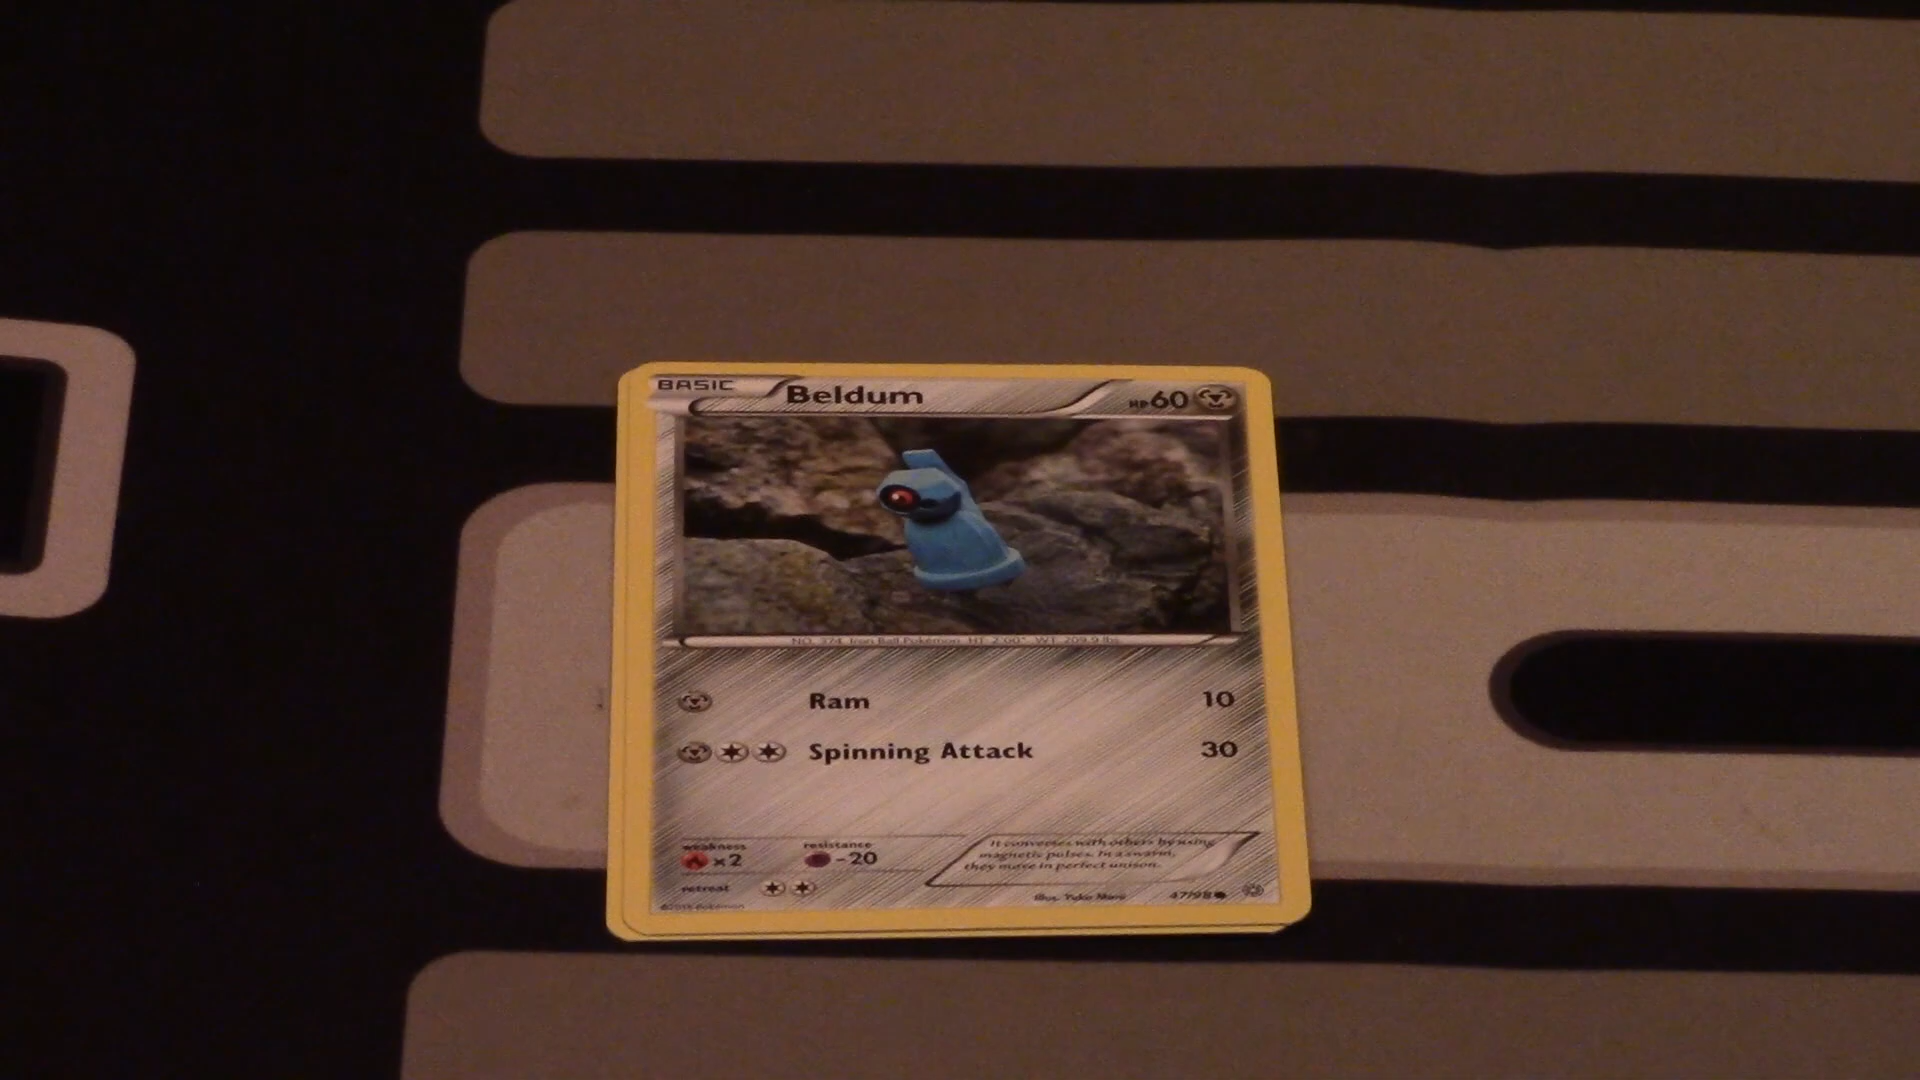 BASIC Beldum HP60
NO. 374 Iron Ball Pokémon HT: 2'00" WT: 209.9 lbs.
Ram 10
Spinning Attack 30
weakness resistance
×2 -20
It converses with others by using
magnetic pulses. In a swarm,
they move in perfect unison.
retreat
Illus. 47/98
Pokémon